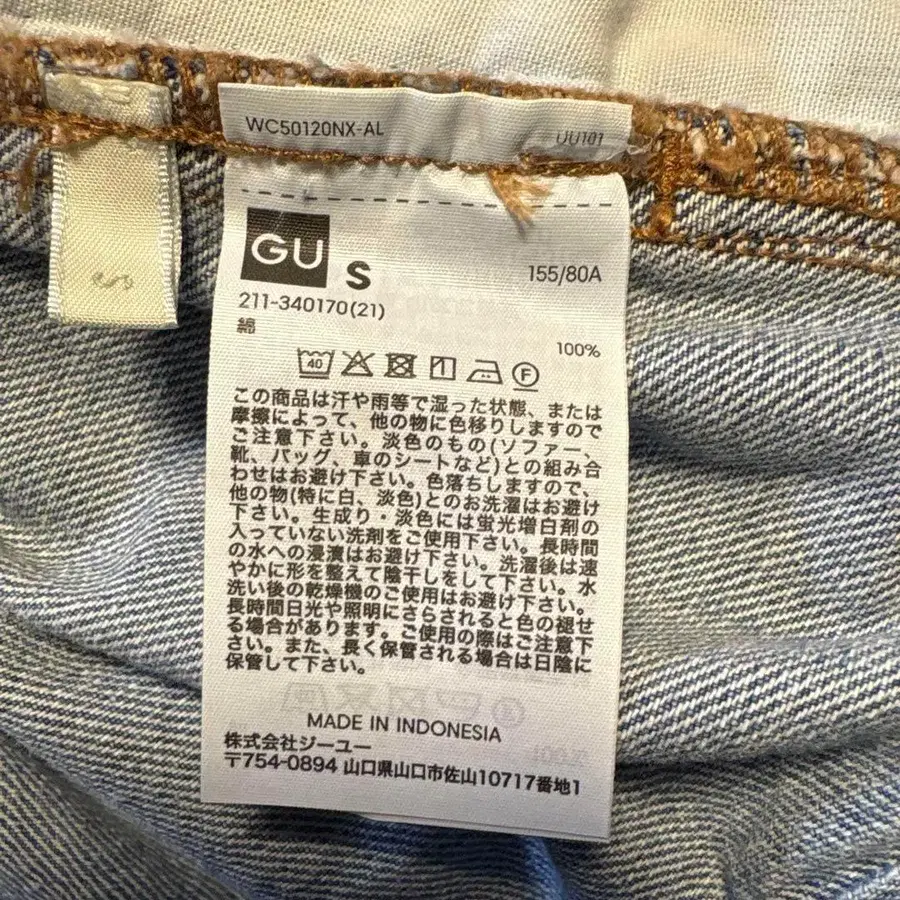 WC50120NX-AL
UU101
GU S 155/80A
211-340170(21)
綿
100%
40 1 F
この商品は汗や雨等で湿った状態、または
摩擦によって、他の物に色移りしますので
ご注意下さい。淡色のもの(ソファー、
靴、バッグ、車のシートなど)との組み合
わせはお避け下さい。色落ちしますので、
他の物(特に白、淡色)とのお洗濯はお避け
下さい。生成り・淡色には蛍光増白剤の
入っていない洗剤をご使用下さい。長時間
の水への浸漬はお避け下さい。洗濯後は速
やかに形を整えて陰干しをして下さい。水
洗い後の乾燥機のご使用はお避け下さい。
長時間日光や照明にさらされると色の褪せ
る場合があります。ご使用の際はご注意下
さい。また、長く保管される場合は日陰に
保管して下さい。
MADE IN INDONESIA
株式会社ジーユー
〒754-0894 山口県山口市佐山10717番地1